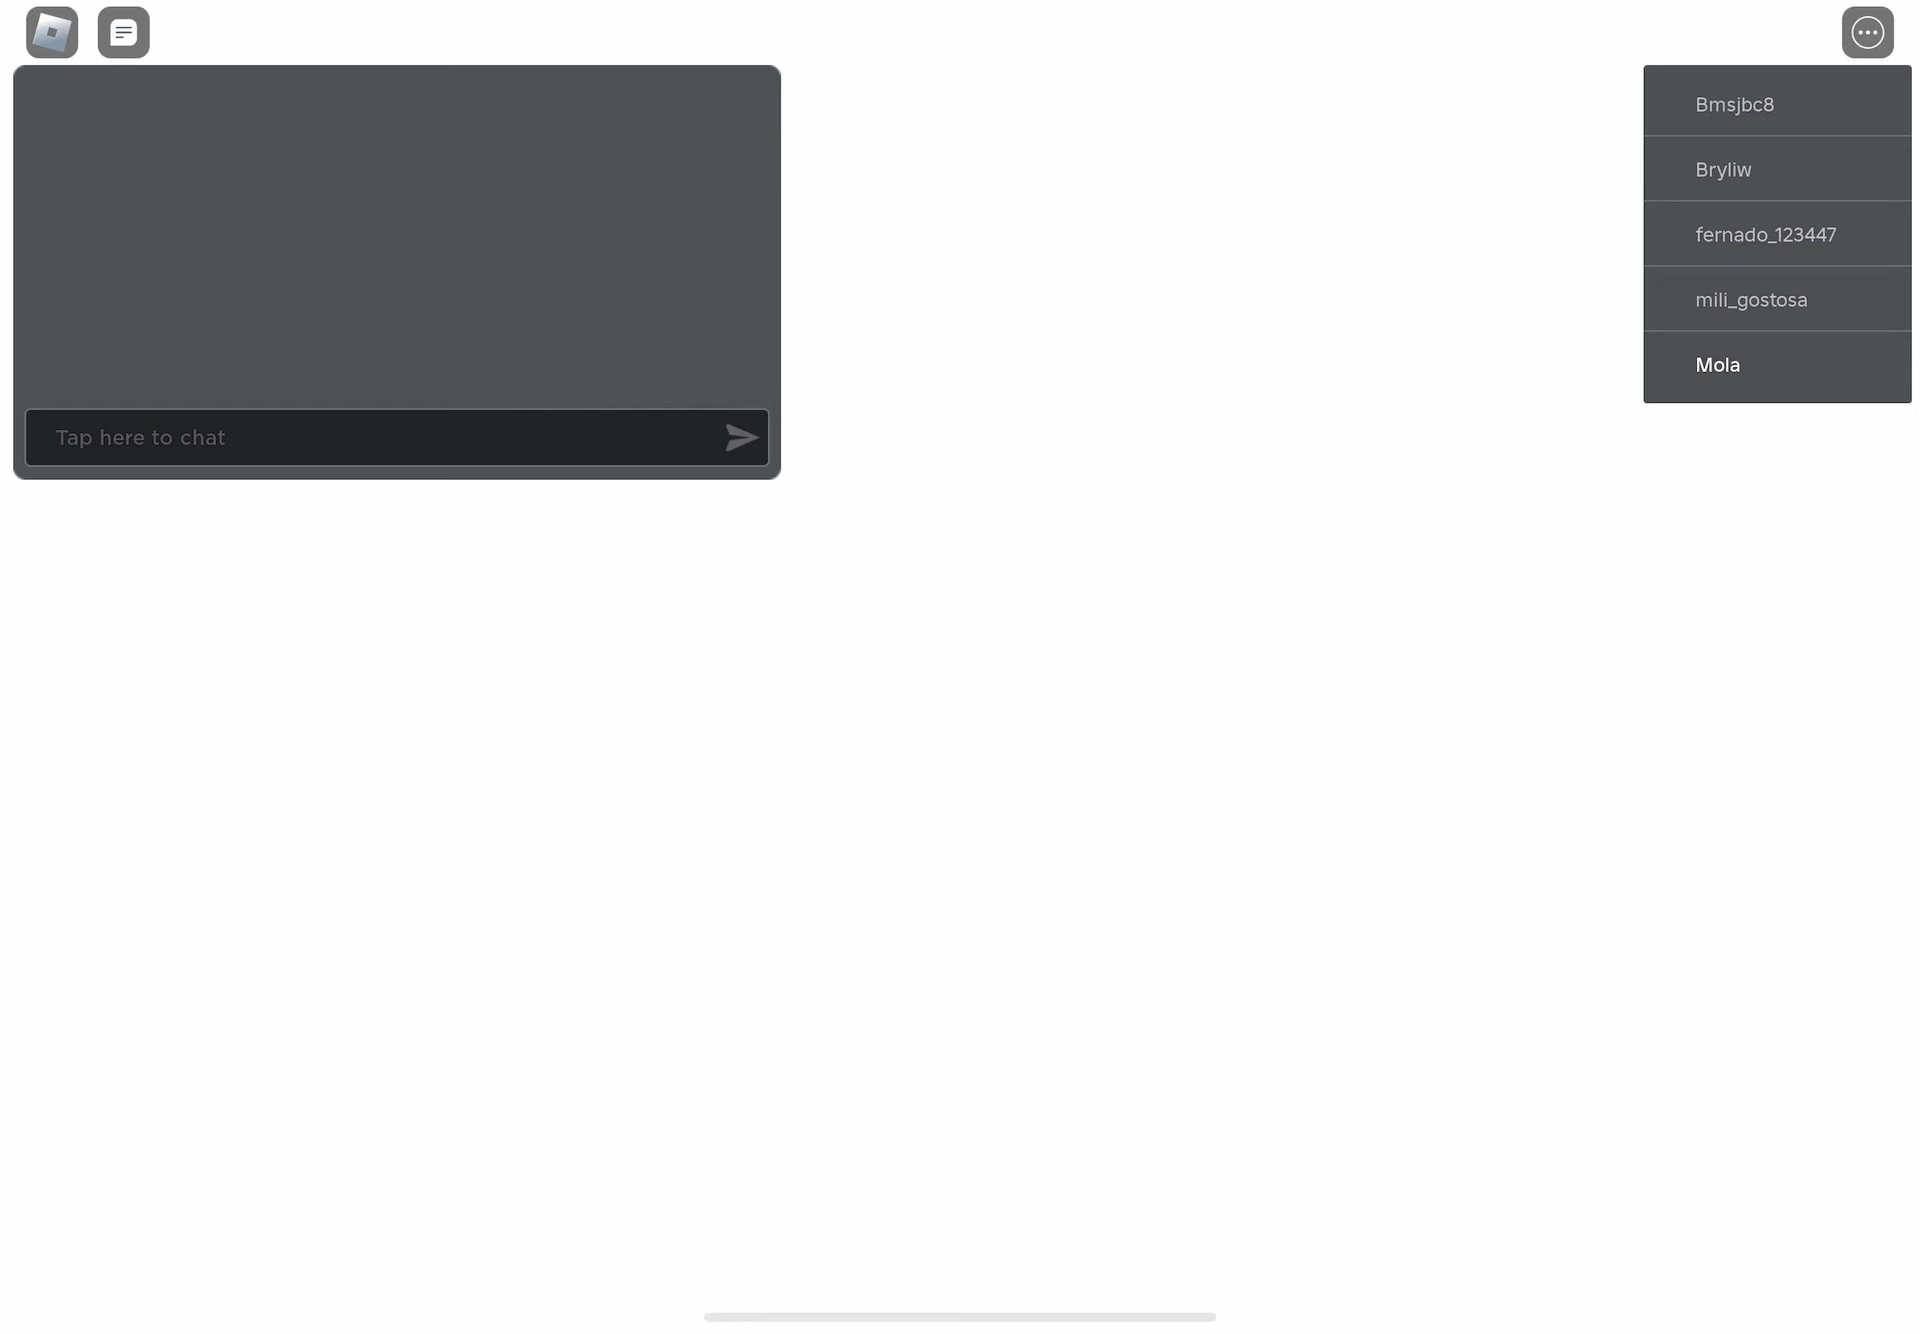 Bmsjbc8
Bryliw
fernado_123447
mili_gostosa
Mola
Tap here to chat